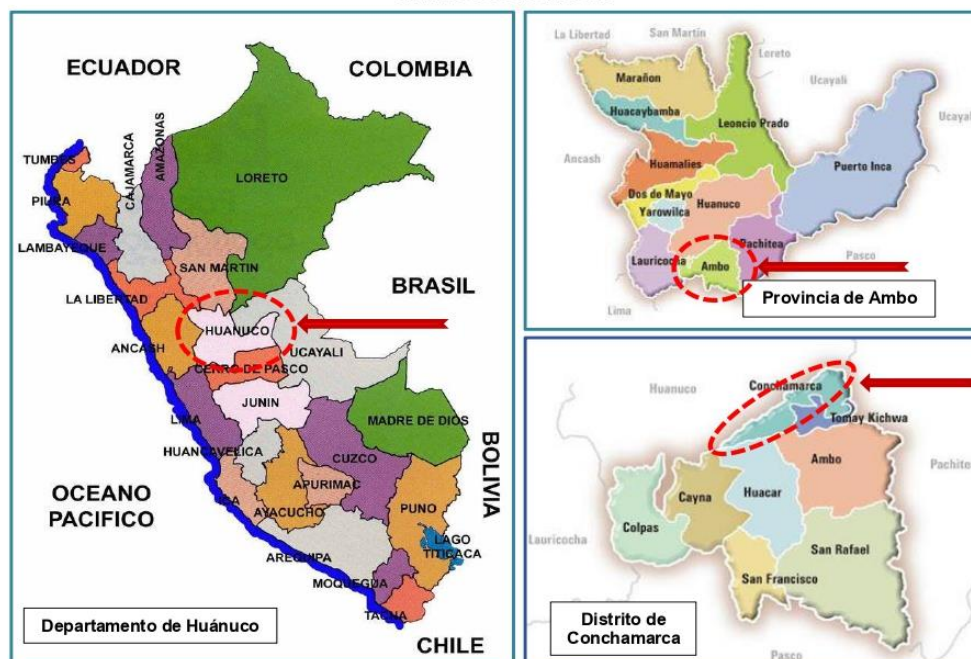 ECUADOR
COLOMBIA
TUMBES
PIURA
CAJAMARCA
AMAZONAS
LORETO
LAMBAYEQUE
SAN MARTIN
LA LIBERTAD
BRASIL
HUANUCO
ANCASH
UCAYALI
CERRO DE PASCO
JUNIN
LIMA
MADRE DE DIOS
HUANCAVELICA
CUZCO
BOLIVIA
OCEANO
PACIFICO
ICA
APURIMAC
AYACUCHO
PUNO
LAGO
TITICACA
AREQUIPA
MOQUEGUA
TACNA
CHILE
Departamento de Huánuco
La Libertad
San Martín
Loreto
Ucayali
Ucayali
Marañon
Huacaybamba
Leoncio Prado
Ancash
Huamalies
Puerto Inca
Dos de Mayo
Huanuco
Yarowilca
Pachitea
Lauricocha
Ambo
Pasco
Lima
Provincia de Ambo
Huanuco
Conchamarca
Tomay Kichwa
Ambo
Pachitea
Cayna
Huacar
Colpas
Lauricocha
San Rafael
San Francisco
Pasco
Distrito de
Conchamarca